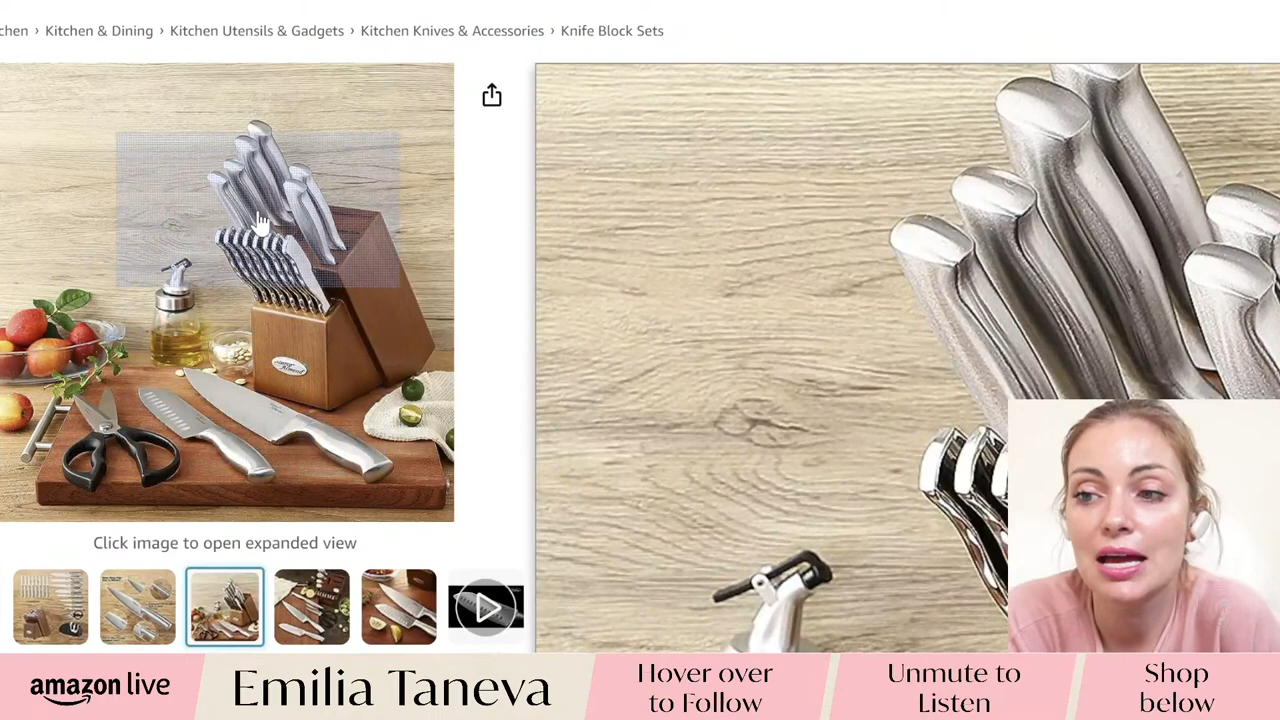 chen › Kitchen & Dining › Kitchen Utensils & Gadgets › Kitchen Knives & Accessories › Knife Block Sets
Click image to open expanded view
amazon live
Emilia Taneva
Hover over
to Follow
Unmute to
Listen
Shop
below